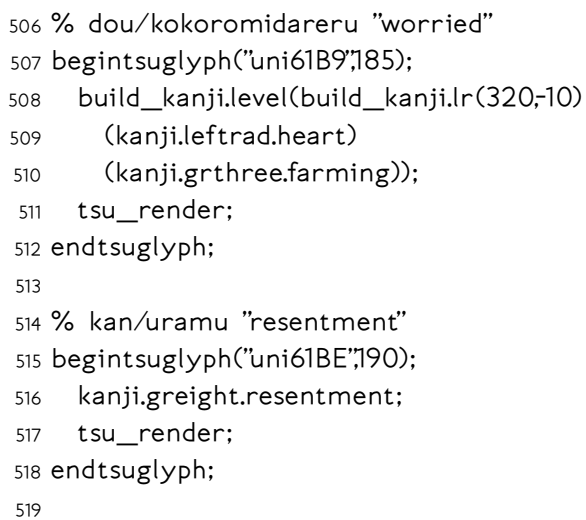 506 % dou/kokoromidareru "worried"
507 begintsuglyph("uni61B9",185);
508 build_kanji.level(build_kanji.lr(320,-10)
509 (kanji.leftrad.heart)
510 (kanji.grthree.farming));
511 tsu_render;
512 endtsuglyph;
513
514 % kan/uramu "resentment"
515 begintsuglyph("uni61BE",190);
516 kanji.greight.resentment;
517 tsu_render;
518 endtsuglyph;
519